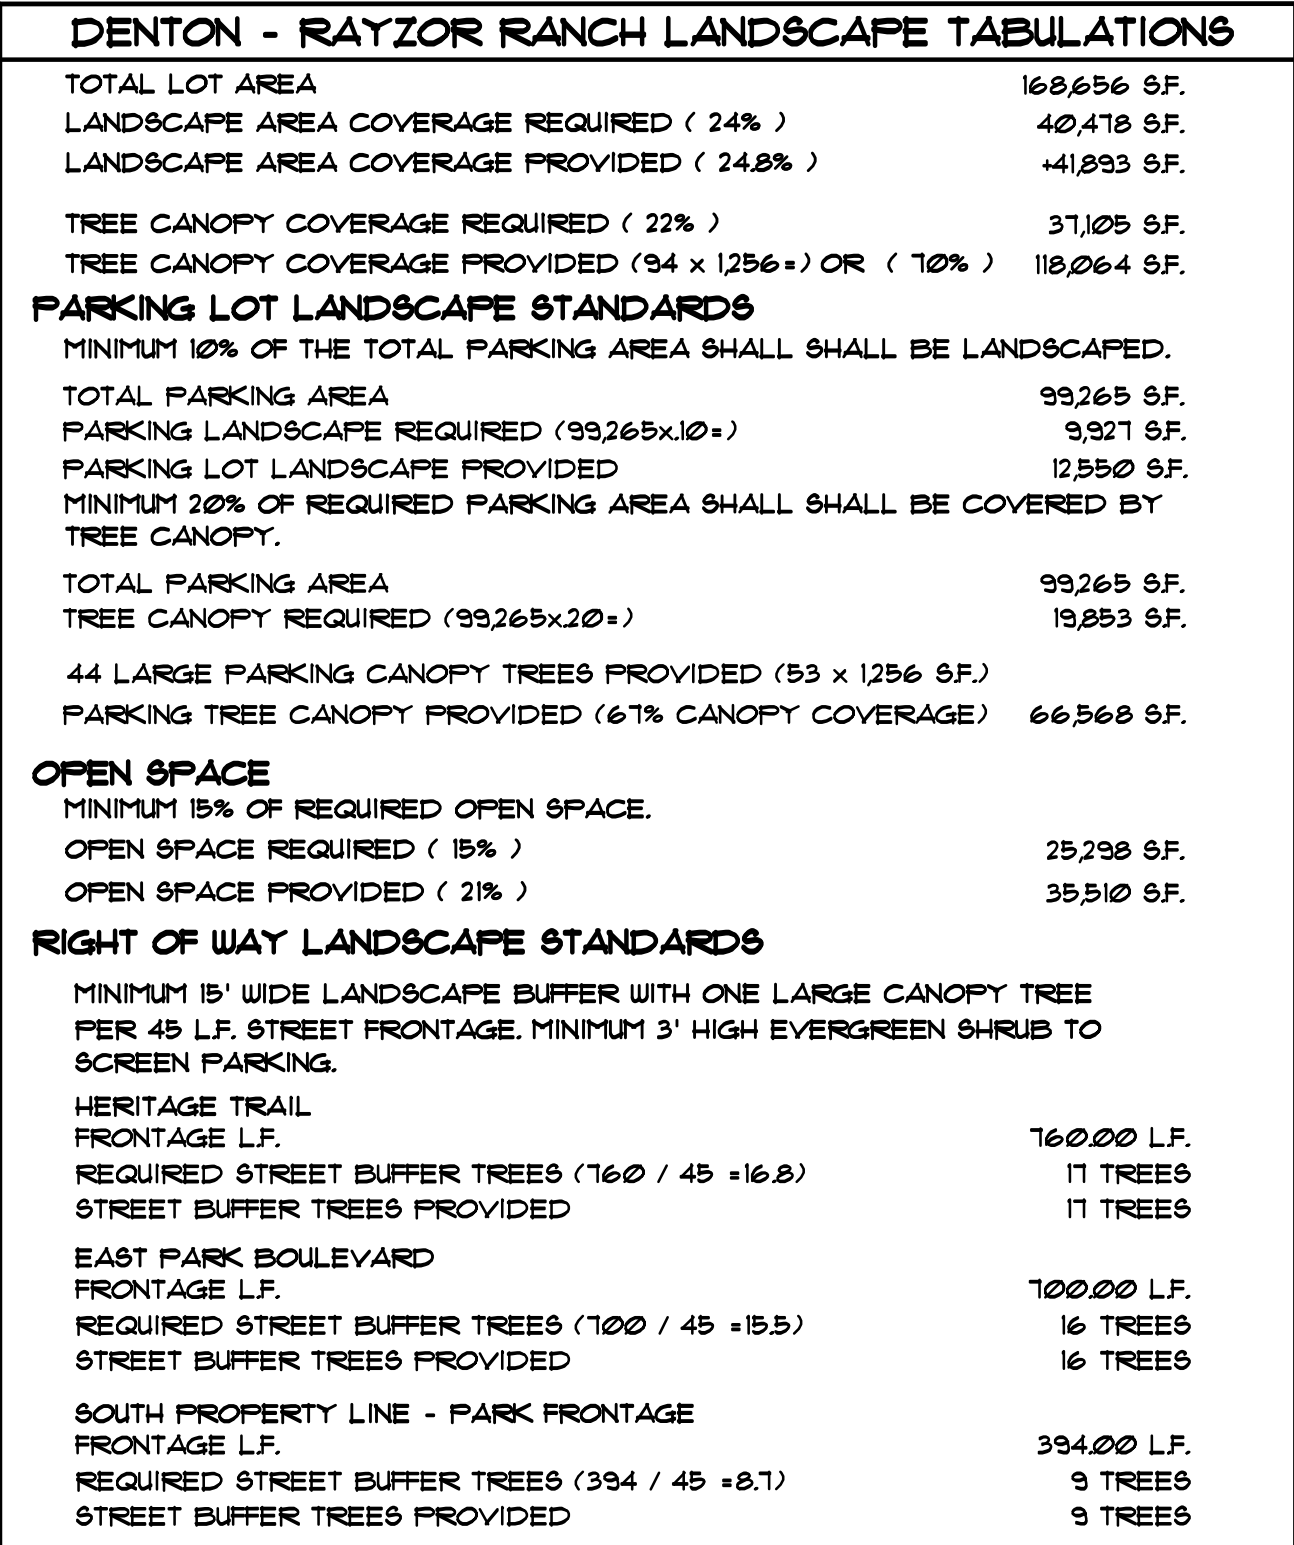 DENTON - RAYZOR RANCH LANDSCAPE TABULATIONS
TOTAL LOT AREA 168,656 S.F.
LANDSCAPE AREA COVERAGE REQUIRED ( 24% ) 40,478 S.F.
LANDSCAPE AREA COVERAGE PROVIDED ( 24.8% ) +41,893 S.F.
TREE CANOPY COVERAGE REQUIRED ( 22% ) 37,105 S.F.
TREE CANOPY COVERAGE PROVIDED (94 x 1,256=) OR ( 70% ) 118,064 S.F.
PARKING LOT LANDSCAPE STANDARDS
MINIMUM 10% OF THE TOTAL PARKING AREA SHALL SHALL BE LANDSCAPED.
TOTAL PARKING AREA 99,265 S.F.
PARKING LANDSCAPE REQUIRED (99,265x.10=) 9,927 S.F.
PARKING LOT LANDSCAPE PROVIDED 12,550 S.F.
MINIMUM 20% OF REQUIRED PARKING AREA SHALL SHALL BE COVERED BY
TREE CANOPY.
TOTAL PARKING AREA 99,265 S.F.
TREE CANOPY REQUIRED (99,265x.20=) 19,853 S.F.
44 LARGE PARKING CANOPY TREES PROVIDED (53 x 1,256 S.F.)
PARKING TREE CANOPY PROVIDED (67% CANOPY COVERAGE) 66,568 S.F.
OPEN SPACE
MINIMUM 15% OF REQUIRED OPEN SPACE.
OPEN SPACE REQUIRED ( 15% ) 25,298 S.F.
OPEN SPACE PROVIDED ( 21% ) 35,510 S.F.
RIGHT OF WAY LANDSCAPE STANDARDS
MINIMUM 15' WIDE LANDSCAPE BUFFER WITH ONE LARGE CANOPY TREE
PER 45 L.F. STREET FRONTAGE. MINIMUM 3' HIGH EVERGREEN SHRUB TO
SCREEN PARKING.
HERITAGE TRAIL
FRONTAGE L.F. 760.00 L.F.
REQUIRED STREET BUFFER TREES (760 / 45 =16.8) 17 TREES
STREET BUFFER TREES PROVIDED 17 TREES
EAST PARK BOULEVARD
FRONTAGE L.F. 700.00 L.F.
REQUIRED STREET BUFFER TREES (700 / 45 =15.5) 16 TREES
STREET BUFFER TREES PROVIDED 16 TREES
SOUTH PROPERTY LINE - PARK FRONTAGE
FRONTAGE L.F. 394.00 L.F.
REQUIRED STREET BUFFER TREES (394 / 45 =8.7) 9 TREES
STREET BUFFER TREES PROVIDED 9 TREES